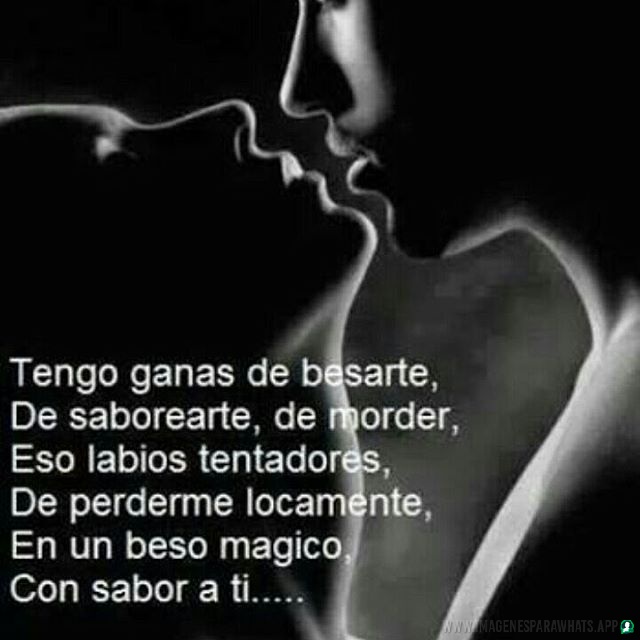 Tengo ganas de besarte,
De saborearte, de morder,
Eso labios tentadores,
De perderme locamente,
En un beso magico,
Con sabor a ti.....
WWW.IMAGENESPARAWHATS.APP